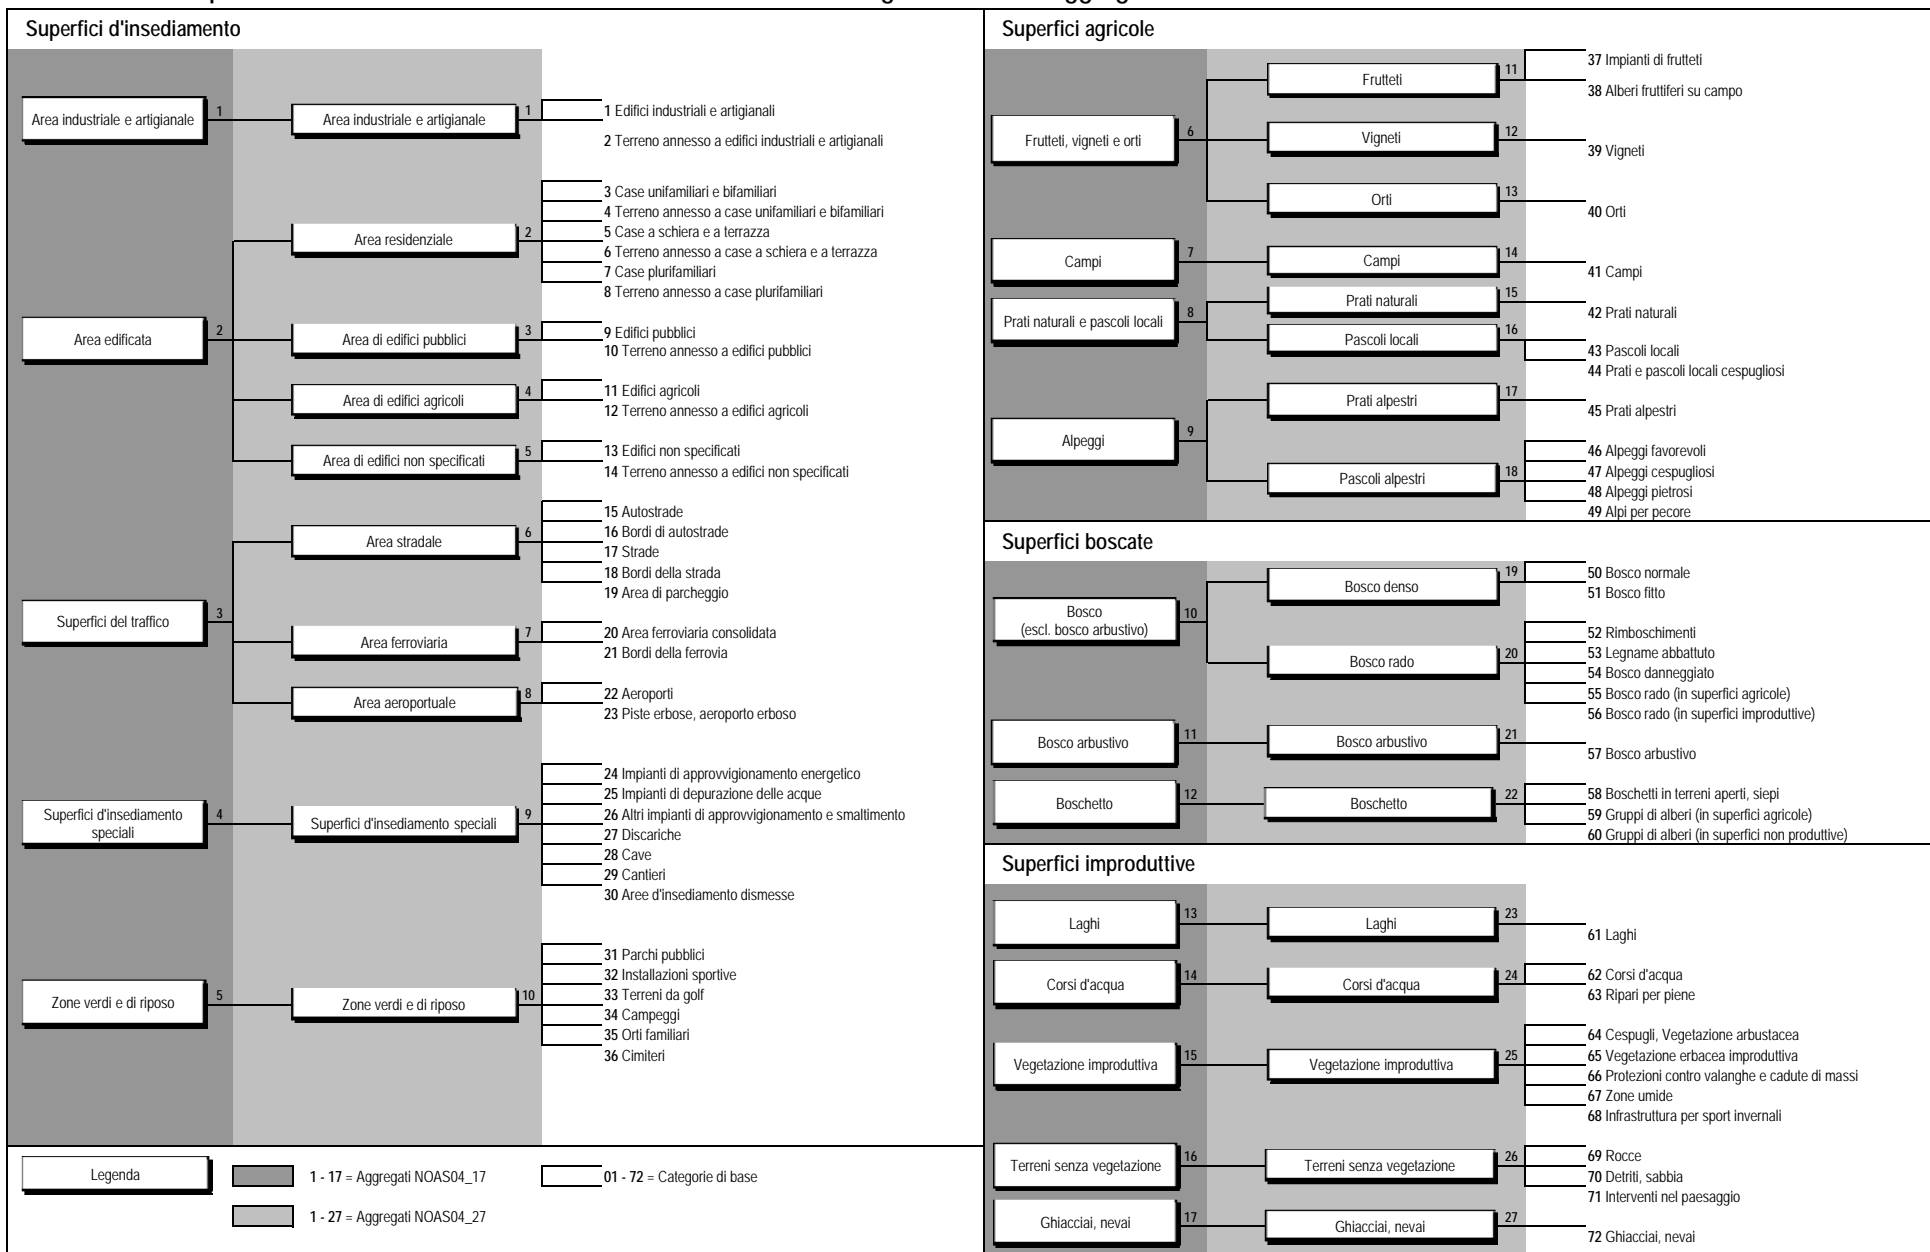 Superfici d'insediamento
Area industriale e artigianale
1
Area industriale e artigianale
1
1 Edifici industriali e artigianali
2 Terreno annesso a edifici industriali e artigianali
Area edificata
2
Area residenziale
2
3 Case unifamiliari e bifamiliari
4 Terreno annesso a case unifamiliari e bifamiliari
5 Case a schiera e a terrazza
6 Terreno annesso a case a schiera e a terrazza
7 Case plurifamiliari
8 Terreno annesso a case plurifamiliari
Area di edifici pubblici
3
9 Edifici pubblici
10 Terreno annesso a edifici pubblici
Area di edifici agricoli
4
11 Edifici agricoli
12 Terreno annesso a edifici agricoli
Area di edifici non specificati
5
13 Edifici non specificati
14 Terreno annesso a edifici non specificati
Superfici del traffico
3
Area stradale
6
15 Autostrade
16 Bordi di autostrade
17 Strade
18 Bordi della strada
19 Area di parcheggio
Area ferroviaria
7
20 Area ferroviaria consolidata
21 Bordi della ferrovia
Area aeroportuale
8
22 Aeroporti
23 Piste erbose, aeroporto erboso
Superfici d'insediamento
speciali
4
Superfici d'insediamento speciali
9
24 Impianti di approvvigionamento energetico
25 Impianti di depurazione delle acque
26 Altri impianti di approvvigionamento e smaltimento
27 Discariche
28 Cave
29 Cantieri
30 Aree d'insediamento dismesse
Zone verdi e di riposo
5
Zone verdi e di riposo
10
31 Parchi pubblici
32 Installazioni sportive
33 Terreni da golf
34 Campeggi
35 Orti familiari
36 Cimiteri
Legenda
1 - 17 = Aggregati NOAS04_17
1 - 27 = Aggregati NOAS04_27
01 - 72 = Categorie di base
Superfici agricole
Frutteti, vigneti e orti
6
Frutteti
11
37 Impianti di frutteti
38 Alberi fruttiferi su campo
Vigneti
12
39 Vigneti
Orti
13
40 Orti
Campi
7
Campi
14
41 Campi
Prati naturali e pascoli locali
8
Prati naturali
15
42 Prati naturali
Pascoli locali
16
43 Pascoli locali
44 Prati e pascoli locali cespugliosi
Alpeggi
9
Prati alpestri
17
45 Prati alpestri
Pascoli alpestri
18
46 Alpeggi favorevoli
47 Alpeggi cespugliosi
48 Alpeggi pietrosi
49 Alpi per pecore
Superfici boscate
Bosco
(escl. bosco arbustivo)
10
Bosco denso
19
50 Bosco normale
51 Bosco fitto
Bosco rado
20
52 Rimboschimenti
53 Legname abbattuto
54 Bosco danneggiato
55 Bosco rado (in superfici agricole)
56 Bosco rado (in superfici improduttive)
Bosco arbustivo
11
Bosco arbustivo
21
57 Bosco arbustivo
Boschetto
12
Boschetto
22
58 Boschetti in terreni aperti, siepi
59 Gruppi di alberi (in superfici agricole)
60 Gruppi di alberi (in superfici non produttive)
Superfici improduttive
Laghi
13
Laghi
23
61 Laghi
Corsi d'acqua
14
Corsi d'acqua
24
62 Corsi d'acqua
63 Ripari per piene
Vegetazione improduttiva
15
Vegetazione improduttiva
25
64 Cespugli, Vegetazione arbustacea
65 Vegetazione erbacea improduttiva
66 Protezioni contro valanghe e cadute di massi
67 Zone umide
68 Infrastruttura per sport invernali
Terreni senza vegetazione
16
Terreni senza vegetazione
26
69 Rocce
70 Detriti, sabbia
71 Interventi nel paesaggio
Ghiacciai, nevai
17
Ghiacciai, nevai
27
72 Ghiacciai, nevai